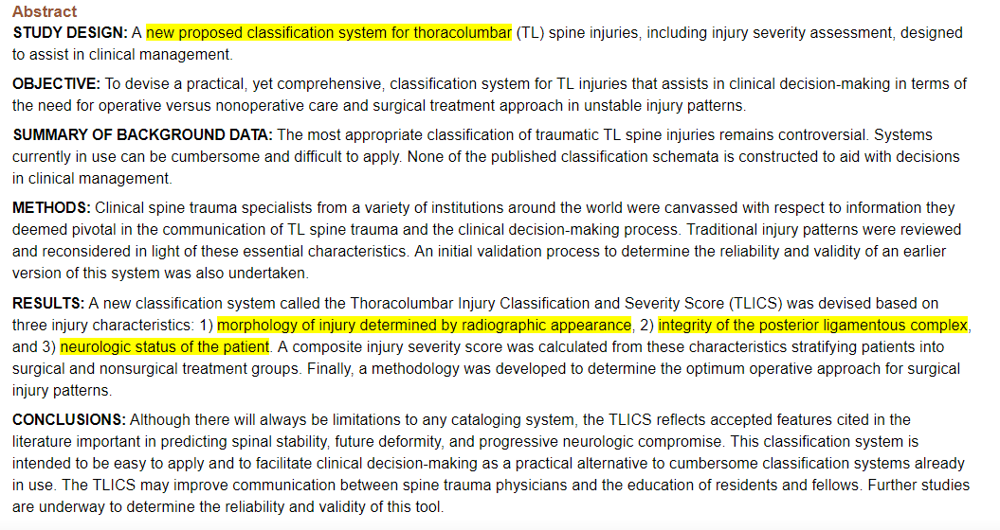 Abstract
STUDY DESIGN: A new proposed classification system for thoracolumbar (TL) spine injuries, including injury severity assessment, designed
to assist in clinical management.
OBJECTIVE: To devise a practical, yet comprehensive, classification system for TL injuries that assists in clinical decision-making in terms of
the need for operative versus nonoperative care and surgical treatment approach in unstable injury patterns.
SUMMARY OF BACKGROUND DATA: The most appropriate classification of traumatic TL spine injuries remains controversial. Systems
currently in use can be cumbersome and difficult to apply. None of the published classification schemata is constructed to aid with decisions
in clinical management.
METHODS: Clinical spine trauma specialists from a variety of institutions around the world were canvassed with respect to information they
deemed pivotal in the communication of TL spine trauma and the clinical decision-making process. Traditional injury patterns were reviewed
and reconsidered in light of these essential characteristics. An initial validation process to determine the reliability and validity of an earlier
version of this system was also undertaken.
RESULTS: A new classification system called the Thoracolumbar Injury Classification and Severity Score (TLICS) was devised based on
three injury characteristics: 1) morphology of injury determined by radiographic appearance, 2) integrity of the posterior ligamentous complex,
and 3) neurologic status of the patient. A composite injury severity score was calculated from these characteristics stratifying patients into
surgical and nonsurgical treatment groups. Finally, a methodology was developed to determine the optimum operative approach for surgical
injury patterns.
CONCLUSIONS: Although there will always be limitations to any cataloging system, the TLICS reflects accepted features cited in the
literature important in predicting spinal stability, future deformity, and progressive neurologic compromise. This classification system is
intended to be easy to apply and to facilitate clinical decision-making as a practical alternative to cumbersome classification systems already
in use. The TLICS may improve communication between spine trauma physicians and the education of residents and fellows. Further studies
are underway to determine the reliability and validity of this tool.